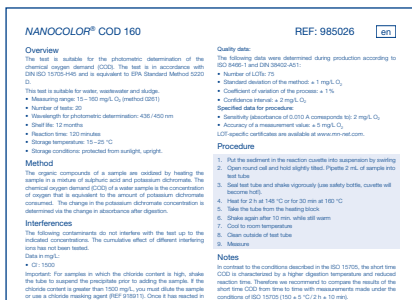 NANOCOLOR® COD 160
REF: 985026
en
Overview
The test is suitable for the photometric determination of the
chemical oxygen demand (COD). The test is in accordance with
DIN ISO 15705-H45 and is equivalent to EPA Standard Method 5220
D.
This test is suitable for water, wastewater and sludge.
• Measuring range: 15–160 mg/L O₂ (method 0261)
• Number of tests: 20
• Wavelength for photometric determination: 436/450 nm
• Shelf life: 12 months
• Reaction time: 120 minutes
• Storage temperature: 15–25 °C
• Storage conditions: protected from sunlight, upright.
Method
The organic compounds of a sample are oxidized by heating the
sample in a mixture of sulphuric acid and potassium dichromate. The
chemical oxygen demand (COD) of a water sample is the concentration
of oxygen that is equivalent to the amount of potassium dichromate
consumed. The change in the potassium dichromate concentration is
determined via the change in absorbance after digestion.
Interferences
The following contaminants do not interfere with the test up to the
indicated concentrations. The cumulative effect of different interfering
ions has not been tested.
Data in mg/L:
• Cl : 1500
Important: For samples in which the chloride content is high, shake
the tube to suspend the precipitate prior to adding the sample. If the
chloride content is greater than 1500 mg/L, you must dilute the sample
or use a chloride masking agent (REF 918911). Once it has reacted in
Quality data:
The following data were determined during production according to
ISO 8466-1 and DIN 38402-A51:
• Number of LOTs: 75
• Standard deviation of the method: ± 1 mg/L O₂
• Coefficient of variation of the process: ± 1%
• Confidence interval: ± 2 mg/L O₂
Specified data for procedure:
• Sensitivity (absorbance of 0.010 A corresponds to): 2 mg/L O₂
• Accuracy of a measurement value: ± 5 mg/L O₂
LOT-specific certificates are available at www.mn-net.com.
Procedure
1. Put the sediment in the reaction cuvette into suspension by swirling
2. Open round cell and hold slightly tilted. Pipette 2 mL of sample into
test tube
3. Seal test tube and shake vigorously (use safety bottle, cuvette will
become hot!).
4. Heat for 2 h at 148 °C or for 30 min at 160 °C
5. Take the tube from the heating block
6. Shake again after 10 min. while still warm
7. Cool to room temperature
8. Clean outside of test tube
9. Measure
Notes
In contrast to the conditions described in the ISO 15705, the short time
COD is characterized by a higher digestion temperature and reduced
reaction time. Therefore we recommend to compare the results of the
short time COD from time to time with measurements made under the
conditions of ISO 15705 (150 ± 5 °C / 2 h ± 10 min).